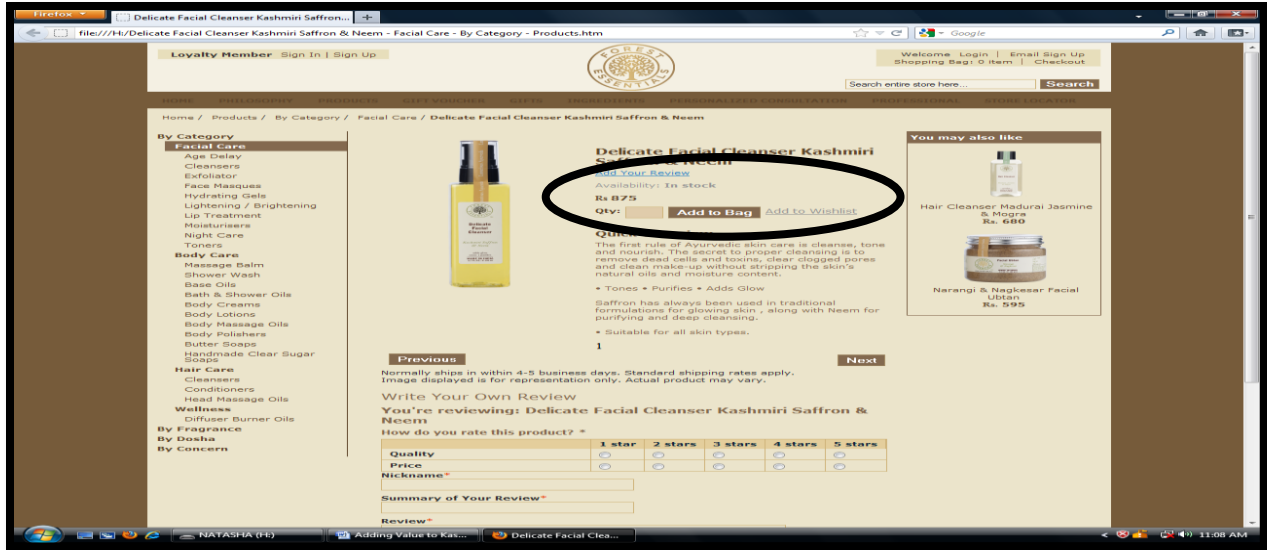 Firefox
Delicate Facial Cleanser Kashmiri Saffron...
file:///H:/Delicate Facial Cleanser Kashmiri Saffron & Neem - Facial Care - By Category - Products.htm
Google
Loyalty Member Sign In | Sign Up
FOREST ESSENTIALS
Welcome Login | Email Sign Up
Shopping Bag: 0 item | Checkout
Search entire store here...
Search
HOME PHILOSOPHY PRODUCTS GIFT VOUCHER GIFTS INGREDIENTS PERSONALIZED CONSULTATION PROFESSIONAL STORE LOCATOR
Home / Products / By Category / Facial Care / Delicate Facial Cleanser Kashmiri Saffron & Neem
By Category
Facial Care
Age Delay
Cleansers
Exfoliator
Face Masques
Hydrating Gels
Lightening / Brightening
Lip Treatment
Moisturisers
Night Care
Toners
Body Care
Massage Balm
Shower Wash
Base Oils
Bath & Shower Oils
Body Creams
Body Lotions
Body Massage Oils
Body Polishers
Butter Soaps
Handmade Clear Sugar
Soaps
Hair Care
Cleansers
Conditioners
Head Massage Oils
Wellness
Diffuser Burner Oils
By Fragrance
By Dosha
By Concern
Delicate
Facial
Cleanser
Delicate Facial Cleanser Kashmiri
Saffron & Neem
Add Your Review
Availability: In stock
Rs 875
Qty:
Add to Bag
Add to Wishlist
Quick
The first rule of Ayurvedic skin care is cleanse, tone
and nourish. The secret to proper cleansing is to
remove dead cells and toxins, clear clogged pores
and clean make-up without stripping the skin's
natural oils and moisture content.
• Tones • Purifies • Adds Glow
Saffron has always been used in traditional
formulations for glowing skin , along with Neem for
purifying and deep cleansing.
• Suitable for all skin types.
1
Previous
Next
Normally ships in within 4-5 business days. Standard shipping rates apply.
Image displayed is for representation only. Actual product may vary.
Write Your Own Review
You're reviewing: Delicate Facial Cleanser Kashmiri Saffron &
Neem
How do you rate this product? *
1 star 2 stars 3 stars 4 stars 5 stars
Quality
Price
Nickname*
Summary of Your Review*
Review*
You may also like
Hair Cleanser Madurai Jasmine
& Mogra
Rs. 680
Narangi & Nagkesar Facial
Ubtan
Rs. 595
NATASHA (H:)
Adding Value to Kas...
Delicate Facial Clea...
11:08 AM